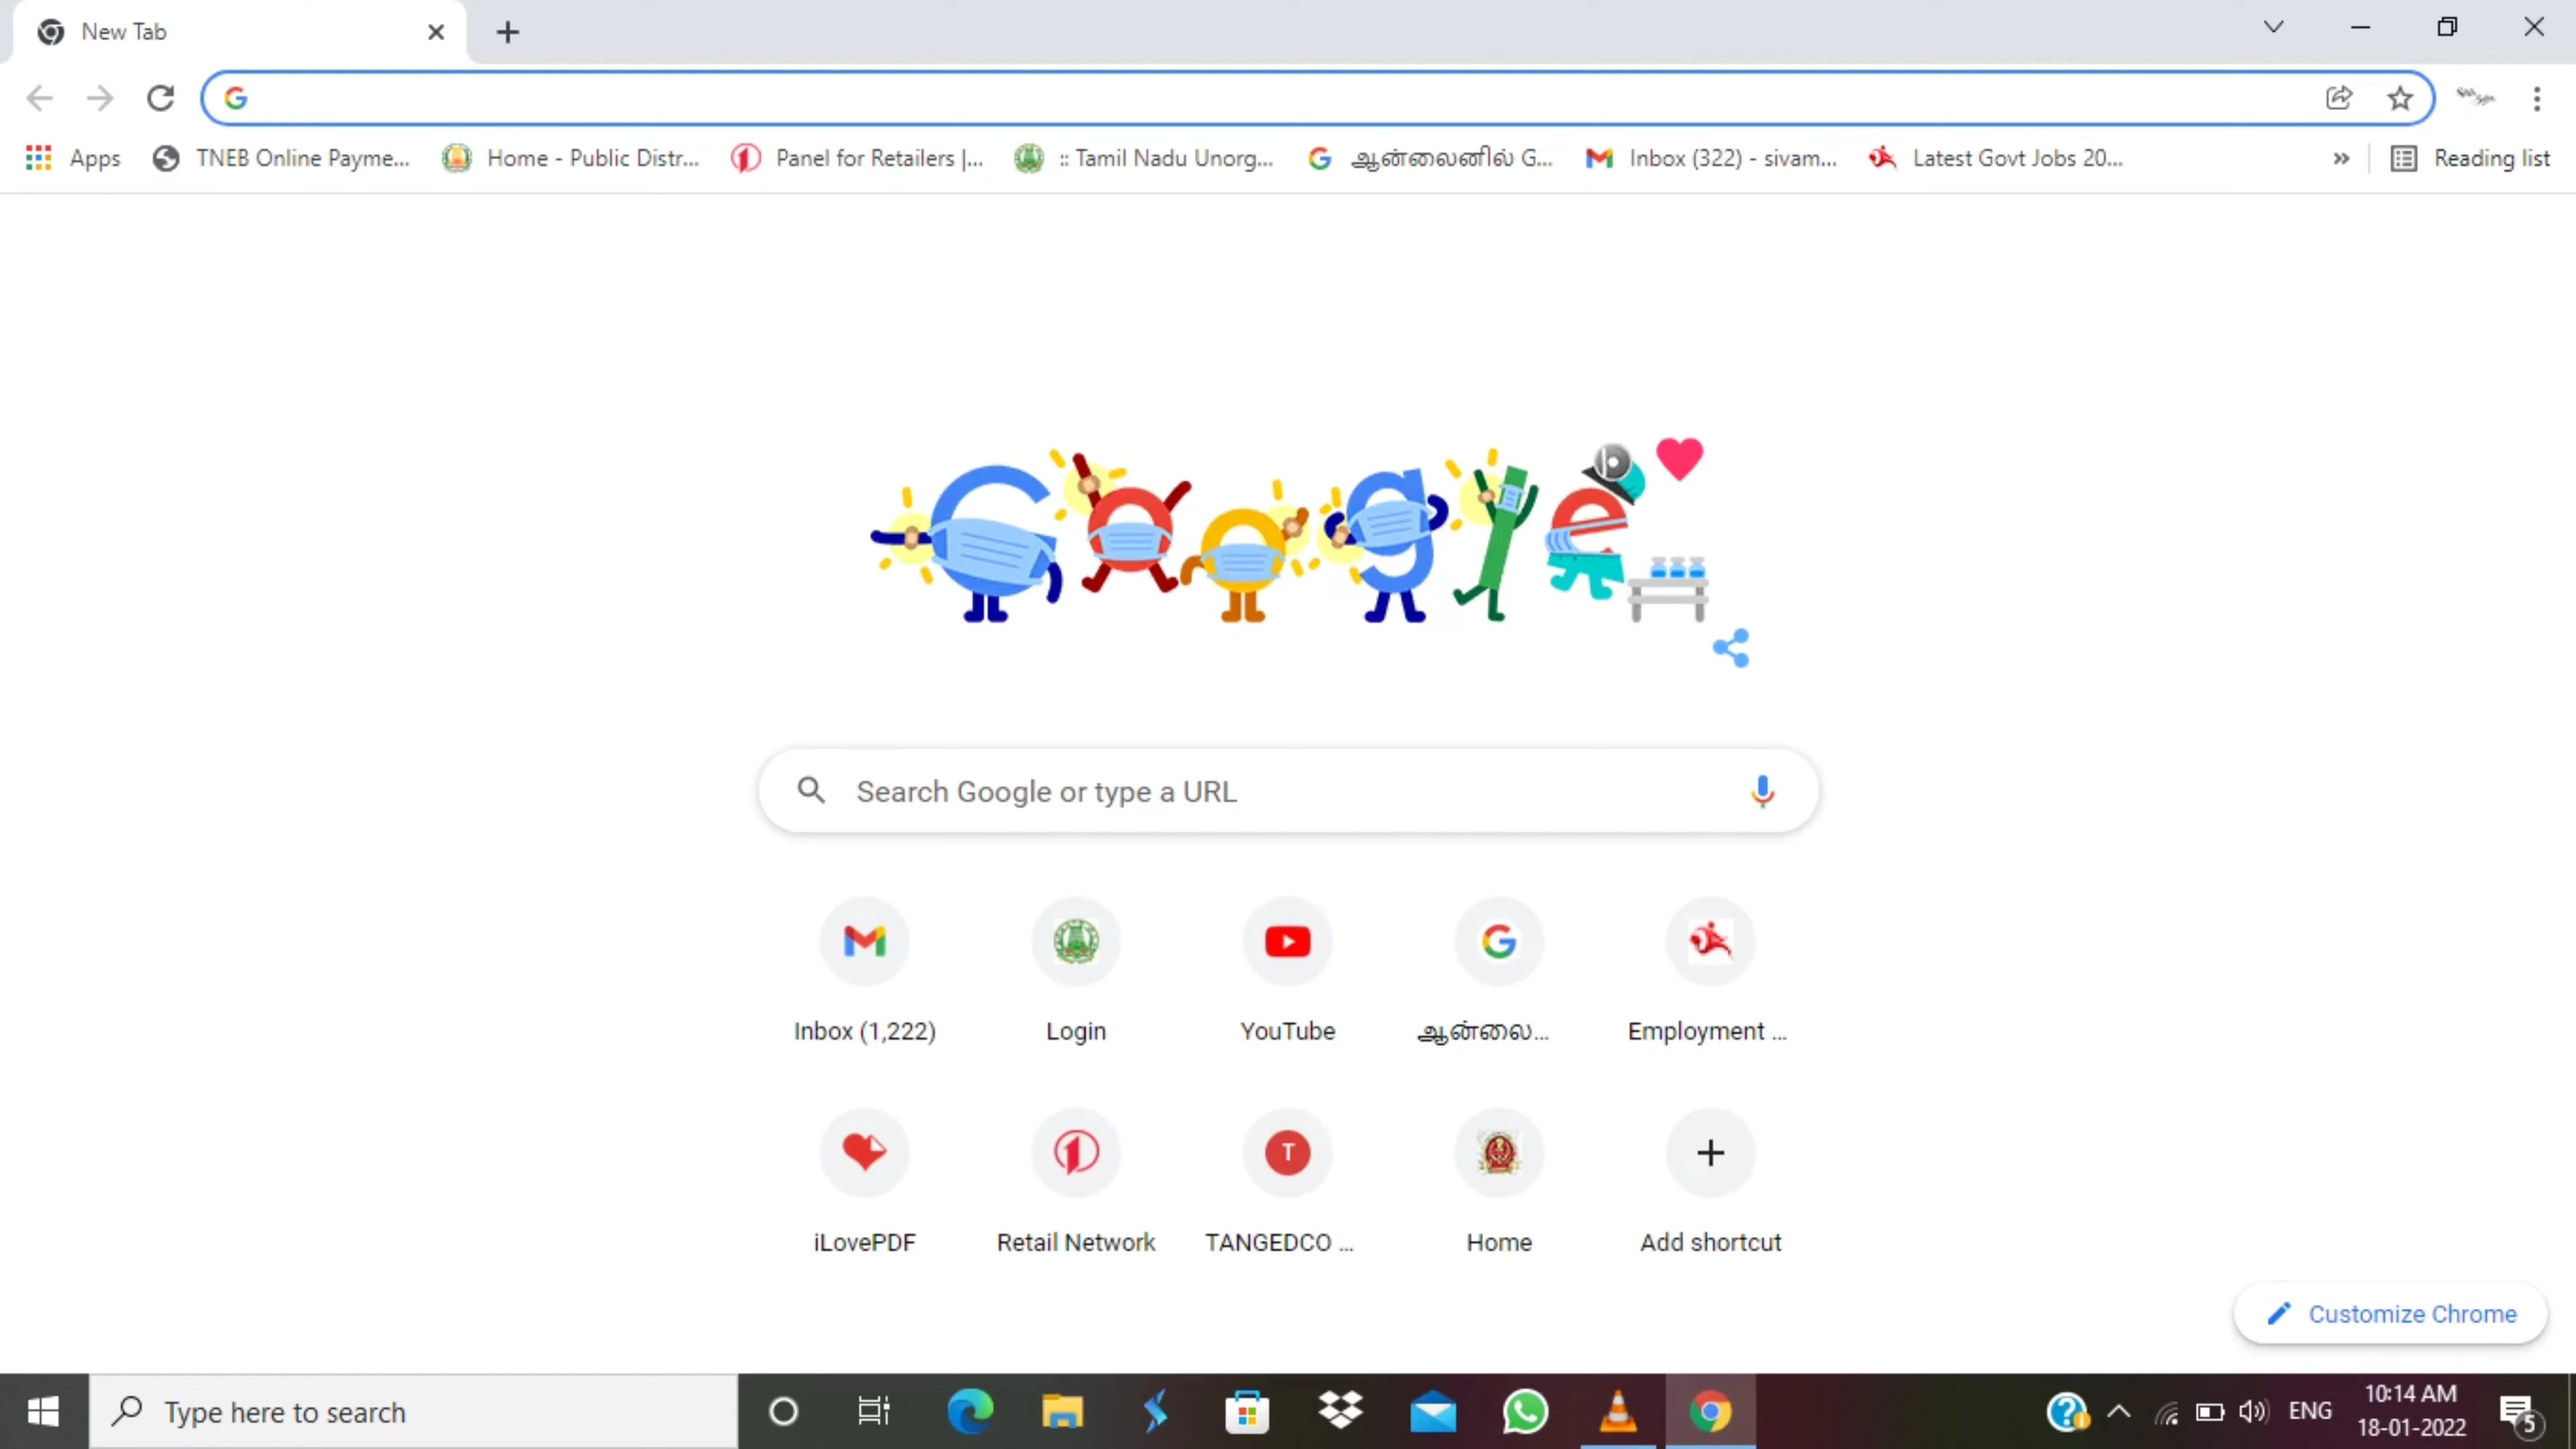 New Tab
Apps
TNEB Online Payme...
Home - Public Distr...
Panel for Retailers |...
:: Tamil Nadu Unorg...
ஆன்லைனில் G...
Inbox (322) - sivam...
Latest Govt Jobs 20...
»
Reading list
Search Google or type a URL
Inbox (1,222)
Login
YouTube
ஆன்லை...
Employment ...
iLovePDF
Retail Network
T
TANGEDCO ...
Home
Add shortcut
Customize Chrome
Type here to search
ENG
10:14 AM
18-01-2022
5